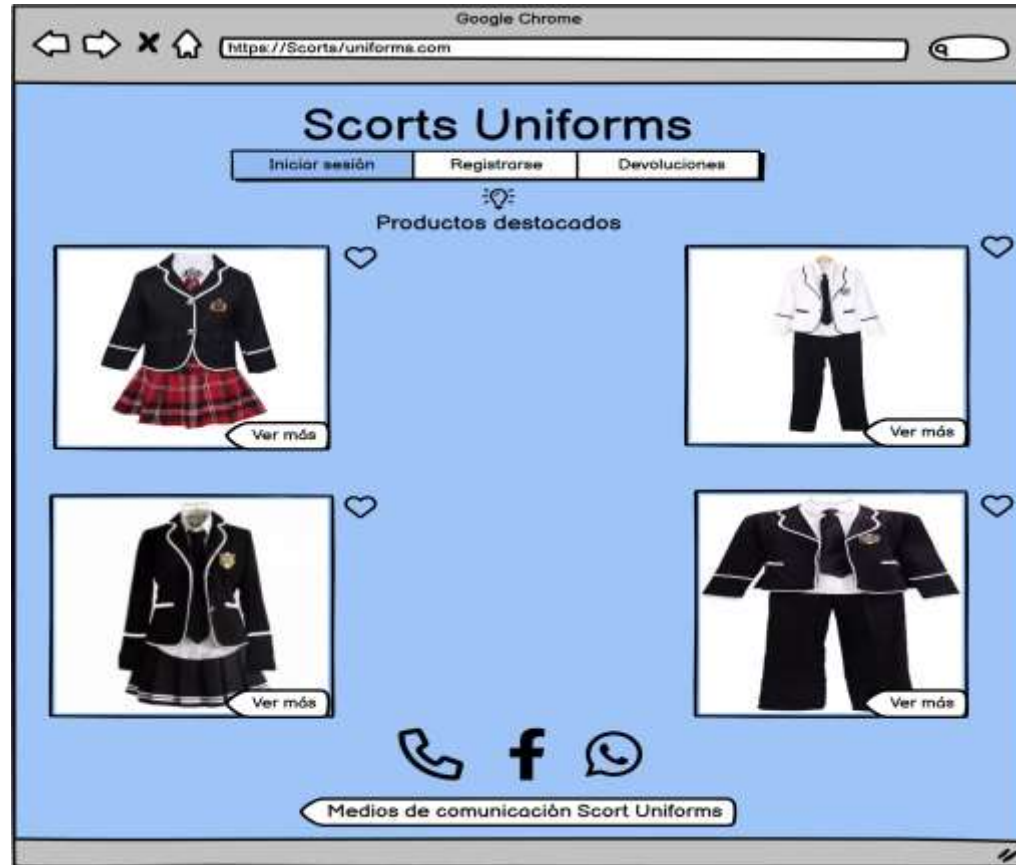 Google Chrome
https://Scorts/uniforms.com
Scorts Uniforms
Iniciar sesión Registrarse Devoluciones
Productos destacados
Ver más
Ver más
Ver más
Ver más
Medios de comunicación Scort Uniforms